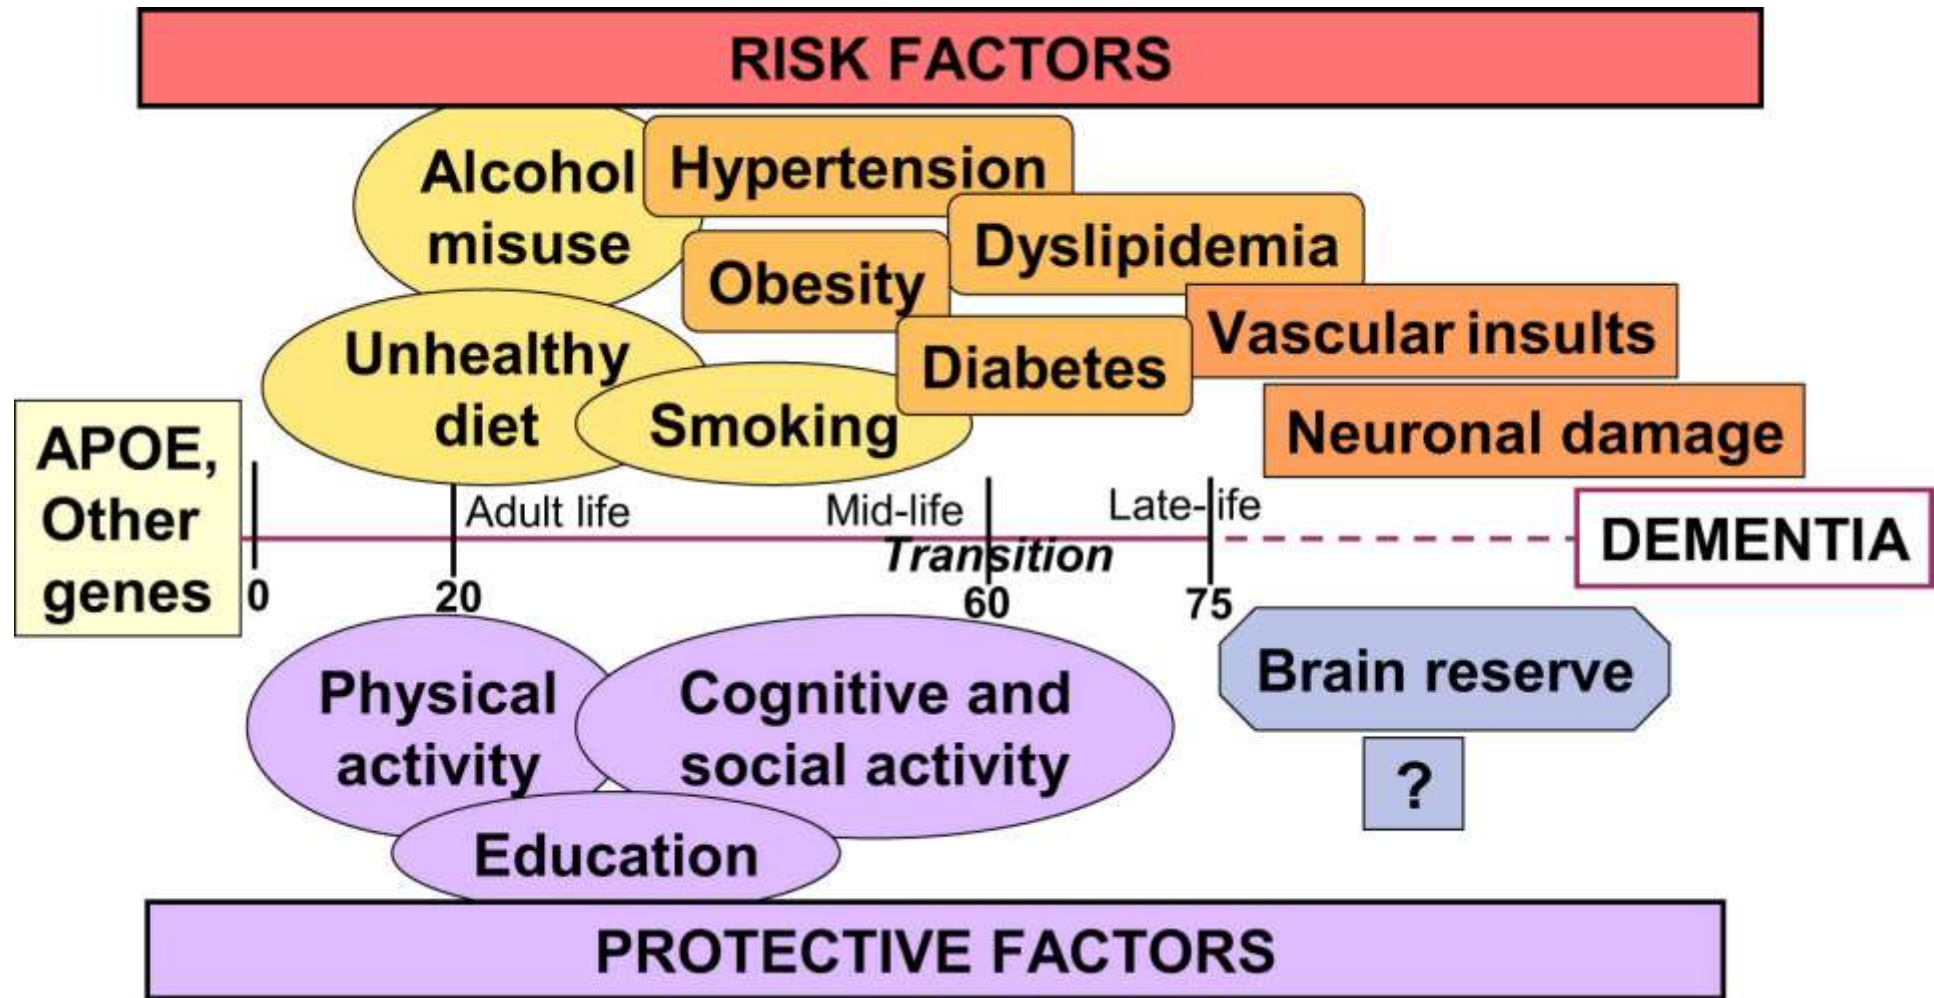 RISK FACTORS
Alcohol
misuse
Hypertension
Dyslipidemia
Obesity
Vascular insults
Unhealthy
diet
Diabetes
Smoking
Neuronal damage
APOE,
Other
genes
Adult life
Mid-life
Late-life
Transition
DEMENTIA
0
20
60
75
Physical
activity
Cognitive and
social activity
Brain reserve
?
Education
PROTECTIVE FACTORS